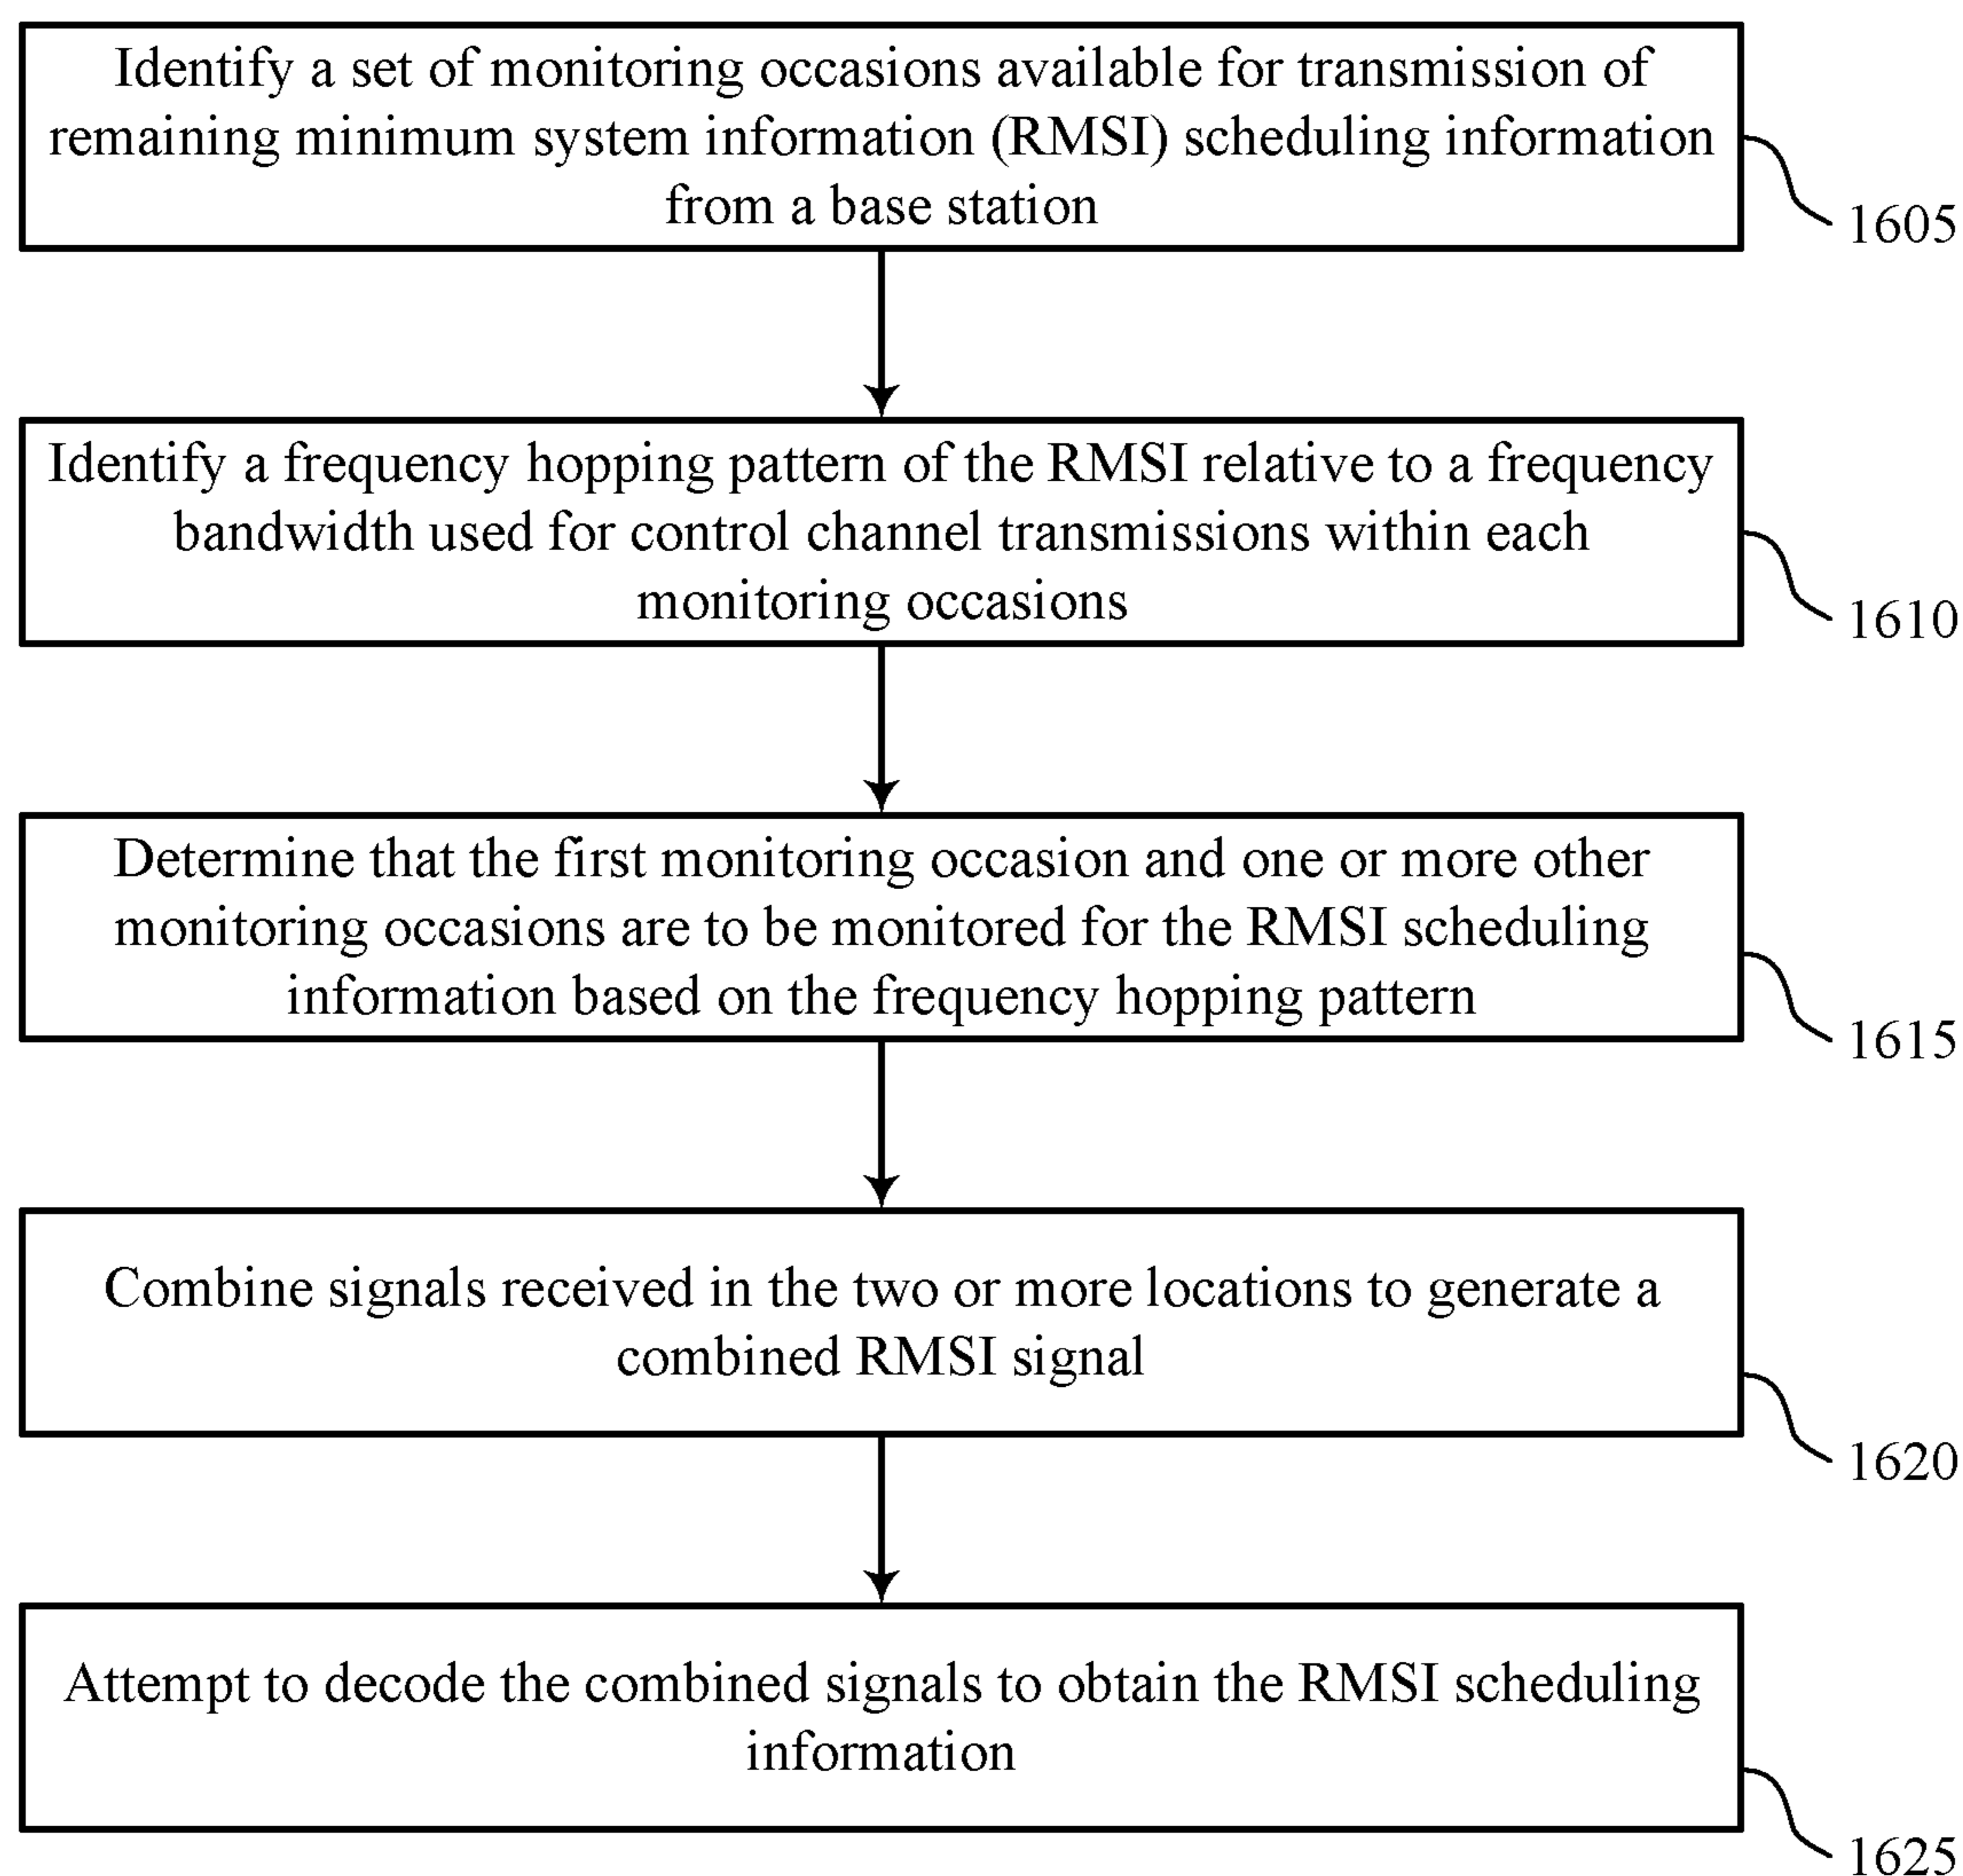 Identify a set of monitoring occasions available for transmission of
remaining minimum system information (RMSI) scheduling information
from a base station
1605
Identify a frequency hopping pattern of the RMSI relative to a frequency
bandwidth used for control channel transmissions within each
monitoring occasions
1610
Determine that the first monitoring occasion and one or more other
monitoring occasions are to be monitored for the RMSI scheduling
information based on the frequency hopping pattern
1615
Combine signals received in the two or more locations to generate a
combined RMSI signal
1620
Attempt to decode the combined signals to obtain the RMSI scheduling
information
1625